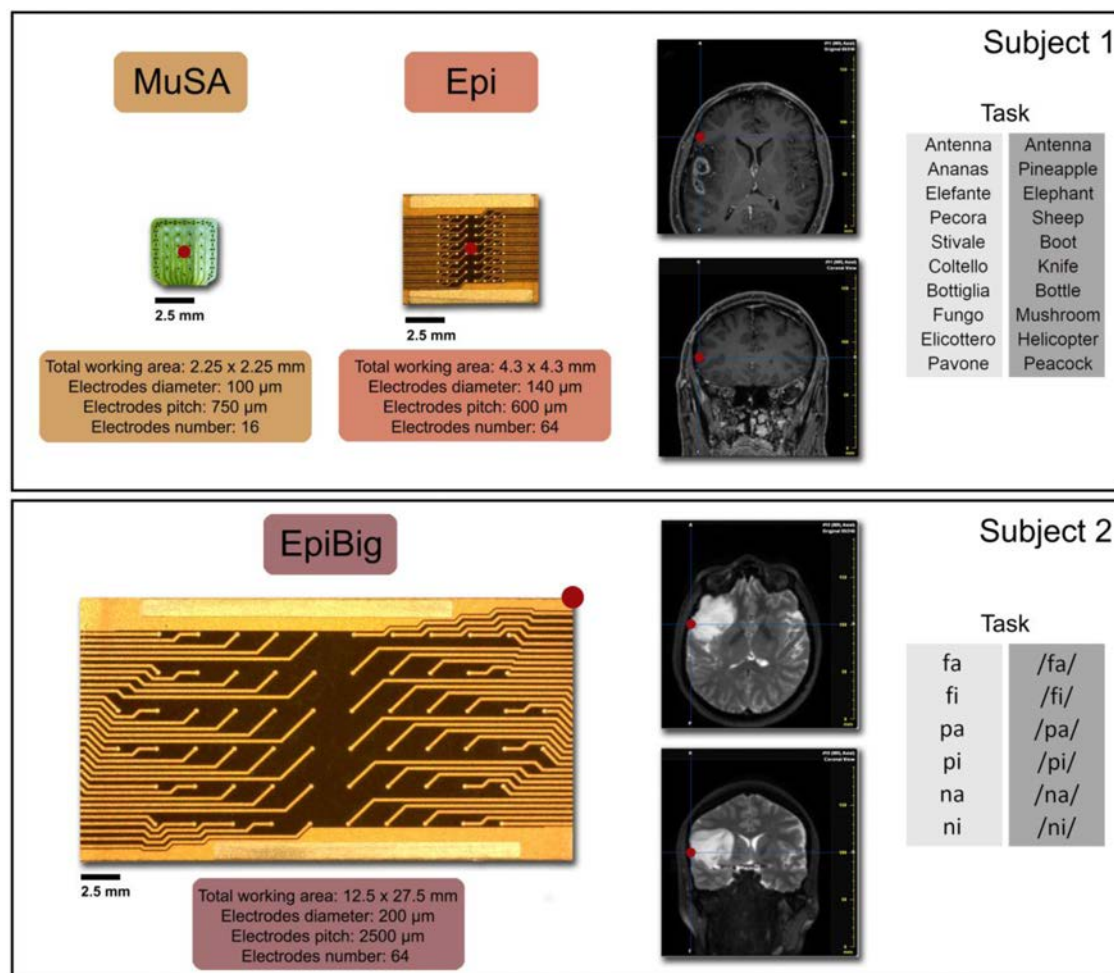 Subject 1
MuSA
Epi
2.5 mm
2.5 mm
Total working area: 2.25 x 2.25 mm
Electrodes diameter: 100 µm
Electrodes pitch: 750 µm
Electrodes number: 16
Total working area: 4.3 x 4.3 mm
Electrodes diameter: 140 µm
Electrodes pitch: 600 µm
Electrodes number: 64
Task
Antenna Antenna
Ananas Pineapple
Elefante Elephant
Pecora Sheep
Stivale Boot
Coltello Knife
Bottiglia Bottle
Fungo Mushroom
Elicottero Helicopter
Pavone Peacock
Subject 2
EpiBig
2.5 mm
Total working area: 12.5 x 27.5 mm
Electrodes diameter: 200 µm
Electrodes pitch: 2500 µm
Electrodes number: 64
Task
fa /fa/
fi /fi/
pa /pa/
pi /pi/
na /na/
ni /ni/